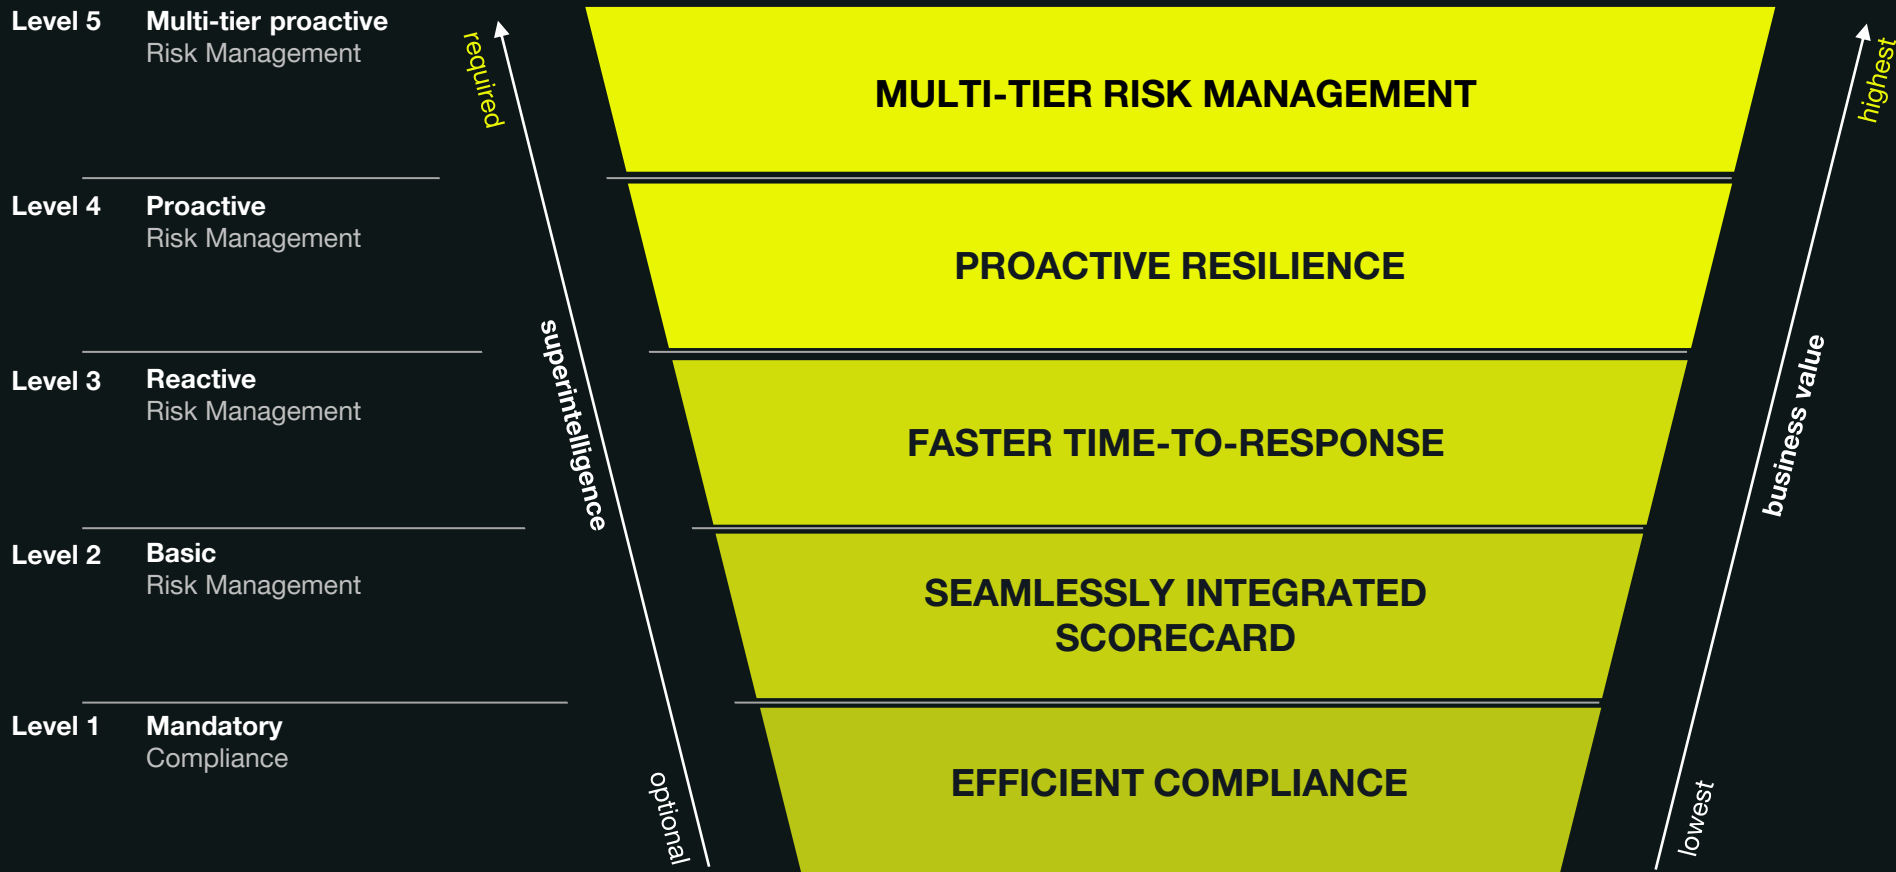 Level 5
Multi-tier proactive
Risk Management
required
MULTI-TIER RISK MANAGEMENT
highest
Level 4
Proactive
Risk Management
PROACTIVE RESILIENCE
Level 3
Reactive
Risk Management
superintelligence
FASTER TIME-TO-RESPONSE
business value
Level 2
Basic
Risk Management
SEAMLESSLY INTEGRATED
SCORECARD
Level 1
Mandatory
Compliance
optional
EFFICIENT COMPLIANCE
lowest